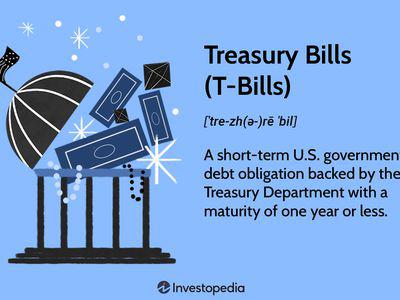 Treasury Bills
(T-Bills)
['tre-zh(ə-)rē 'bil]
A short-term U.S. government
debt obligation backed by the
Treasury Department with a
maturity of one year or less.
Investopedia